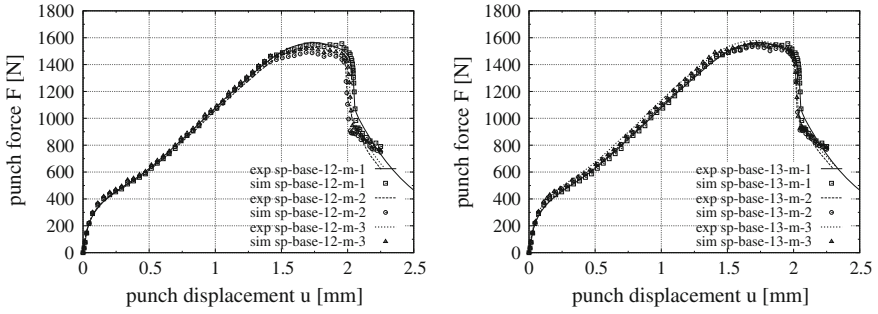 1800
1600
1400
1200
1000
800
600
400
200
0
punch force F [N]
exp sp-base-12-m-1
sim sp-base-12-m-1
exp sp-base-12-m-2
sim sp-base-12-m-2
exp sp-base-12-m-3
sim sp-base-12-m-3
0 0.5 1 1.5 2 2.5
punch displacement u [mm]
1800
1600
1400
1200
1000
800
600
400
200
0
punch force F [N]
exp sp-base-13-m-1
sim sp-base-13-m-1
exp sp-base-13-m-2
sim sp-base-13-m-2
exp sp-base-13-m-3
sim sp-base-13-m-3
0 0.5 1 1.5 2 2.5
punch displacement u [mm]